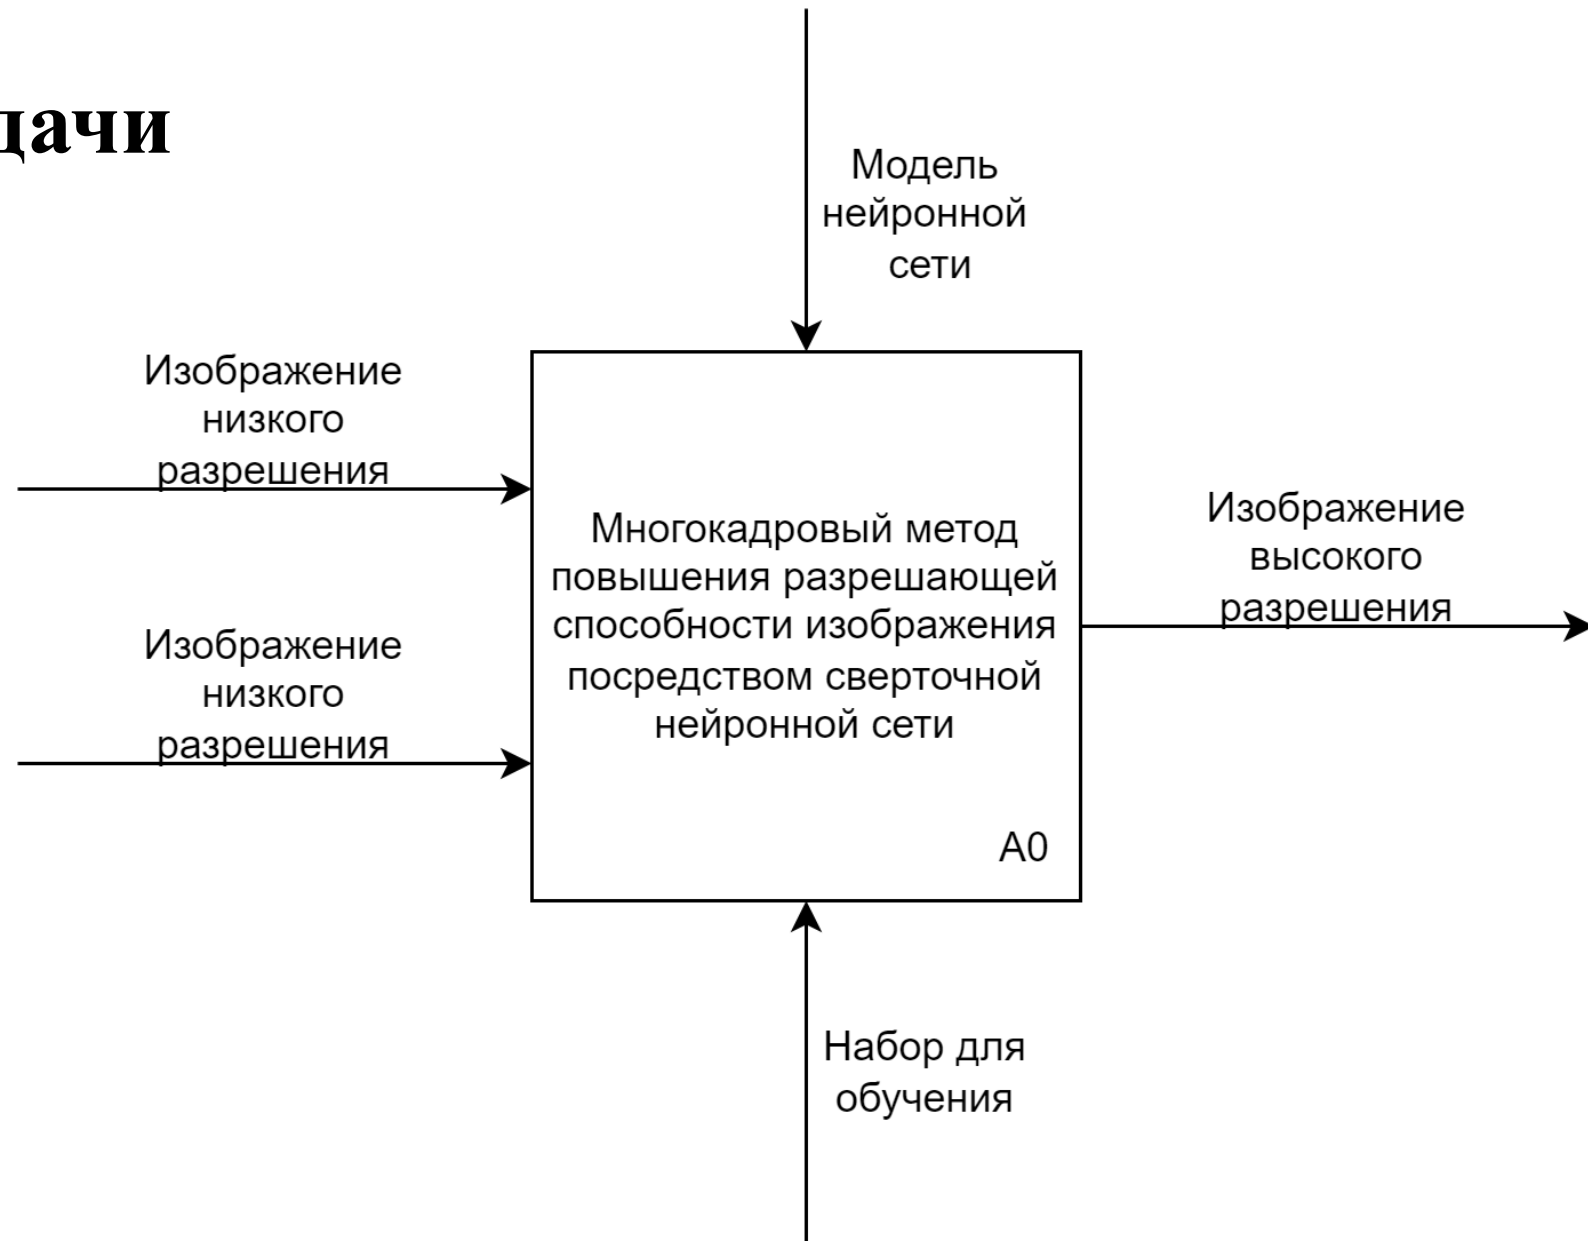 дачи
Модель
нейронной
сети
Изображение
низкого
разрешения
Изображение
низкого
разрешения
Многокадровый метод
повышения разрешающей
способности изображения
посредством сверточной
нейронной сети
A0
Изображение
высокого
разрешения
Набор для
обучения